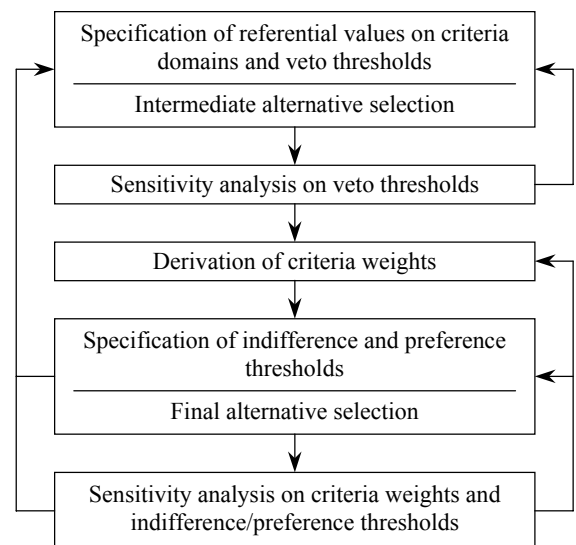 Specification of referential values on criteria
domains and veto thresholds
Intermediate alternative selection
Sensitivity analysis on veto thresholds
Derivation of criteria weights
Specification of indifference and preference
thresholds
Final alternative selection
Sensitivity analysis on criteria weights and
indifference/preference thresholds